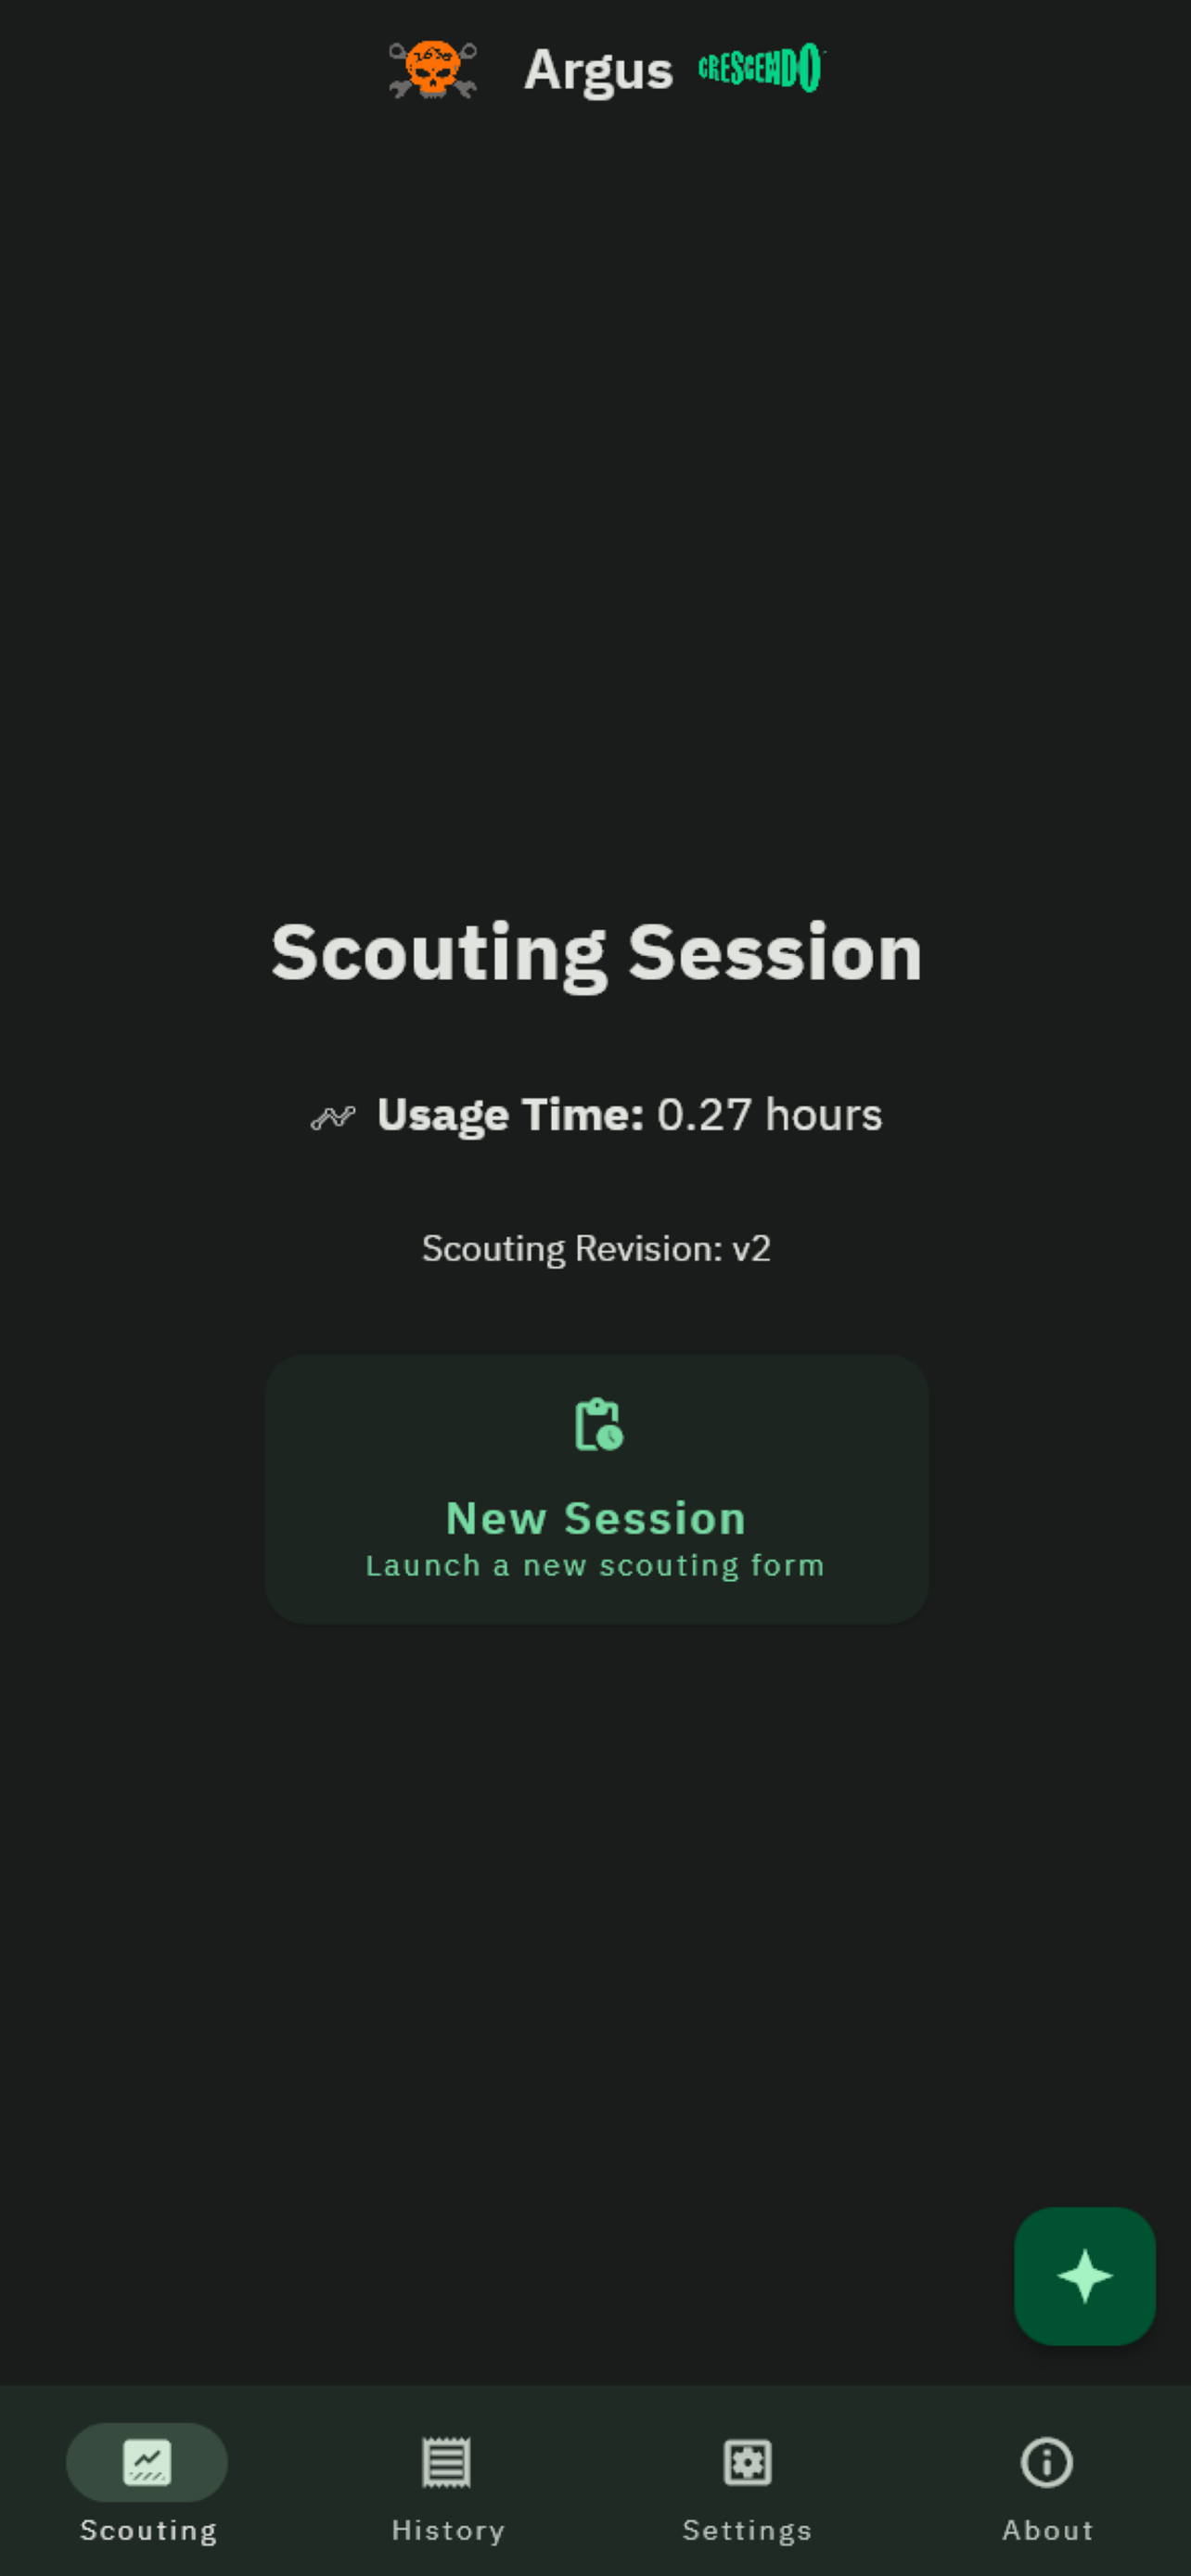 2638
Argus CRESCENDO
Scouting Session
Usage Time: 0.27 hours
Scouting Revision: v2
New Session
Launch a new scouting form
Scouting History Settings About